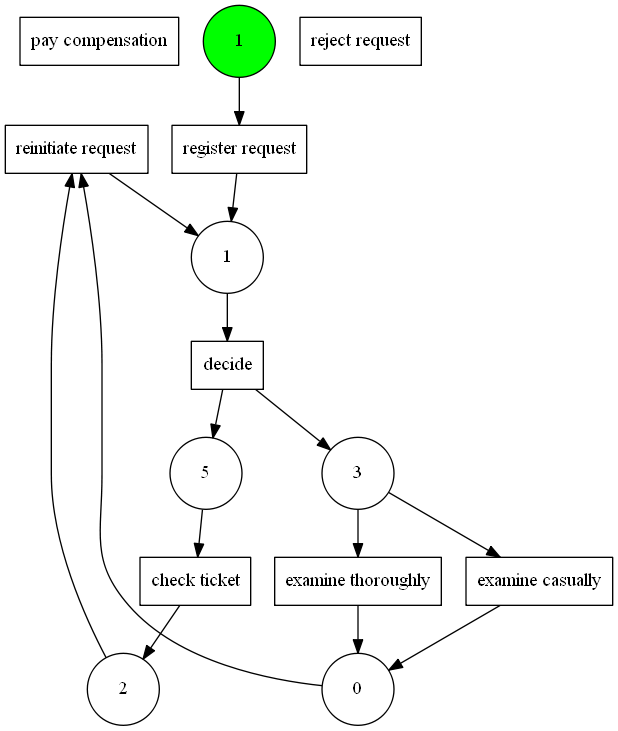 pay compensation
1
reject request
reinitiate request
register request
1
decide
5
3
check ticket
examine thoroughly
examine casually
2
0